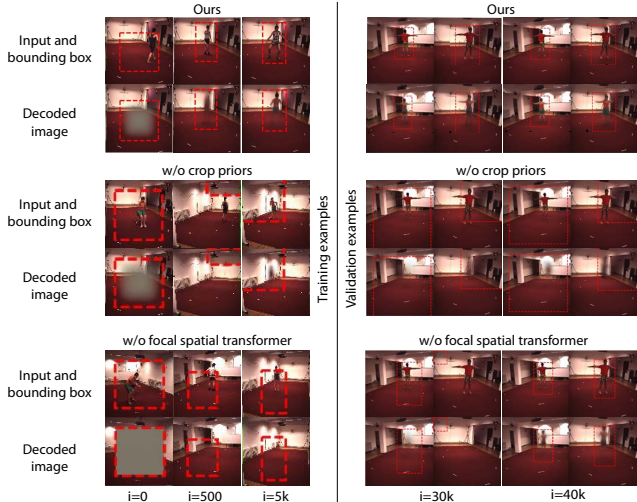 Ours
Input and
bounding box
Decoded
image
w/o crop priors
w/o crop priors
Input and
bounding box
Decoded
image
Training examples
Validation examples
w/o focal spatial transformer
w/o focal spatial transformer
Input and
bounding box
Decoded
image
i=0 i=500 i=5k i=30k i=40k
Ours